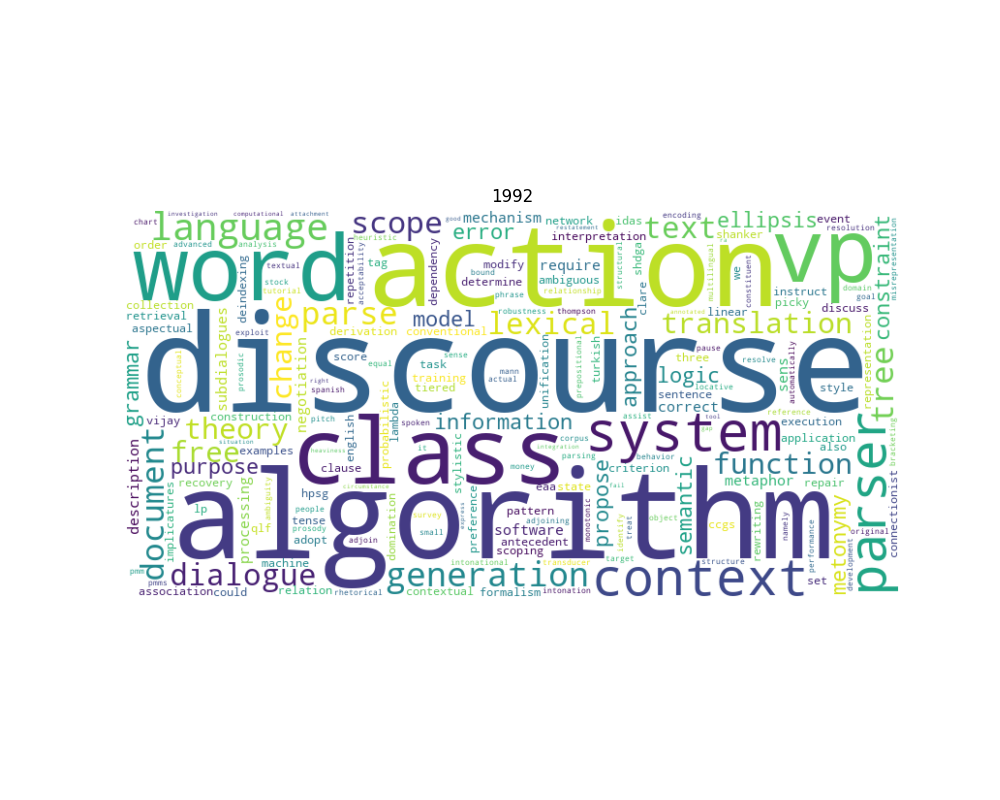 1992
chart
investigation
computational
attachment
language
scope
good
mechanism
network
restatement
idas
encoding
ellipsis
event
resolution
order
advanced
analysis
heuristic
error
interpretation
text
shanker
word
action
vp
constraint
misrepresentation
textual
repetition
acceptability
tag
dependency
modify
bound
determine
require
ambiguous
phrase
relationship
structural
shdga
clare
multilingual
we
constituent
domain
goal
stock
tutorial
deindexing
collection
retrieval
aspectual
exploit
change
parse
derivation
model
conventional
robustness
thompson
lexical
approach
translation
linear
instruct
picky
discuss
also
tree
discourse
conceptual
subdialogues
prosodic
negotiation
score
equal
task
training
tiered
sense
mann
actual
unification
prepositional
turkish
three
pause
resolve
locative
automatically
logic
sens
style
representation
grammar
right
spanish
sentence
correct
vijay
construction
pitch
english
probabilistic
lambda
spoken
information
assist
tool
gap
reference
execution
theory
situation
free
examples
heaviness
class
it
corpus
integration
parsing
system
behavior
criterion
application
bracketing
description
document
purpose
clause
stylistic
money
function
metaphor
repair
parser
recovery
implicatures
lp
processing
ambiguity
qlf
people
prosody
hpsg
tense
adopt
algorithm
domination
preference
survey
small
express
eaa
state
pattern
adjoining
software
antecedent
scoping
monotonic
treat
fail
propose
identify
object
semantic
ccgs
rewriting
namely
performance
metonymy
original
connectionist
circumstance
machine
adjoin
pmm
pmms
dialogue
intonational
transducer
target
structure
generation
context
set
development
association
could
relation
rhetorical
contextual
formalism
intonation
annotated